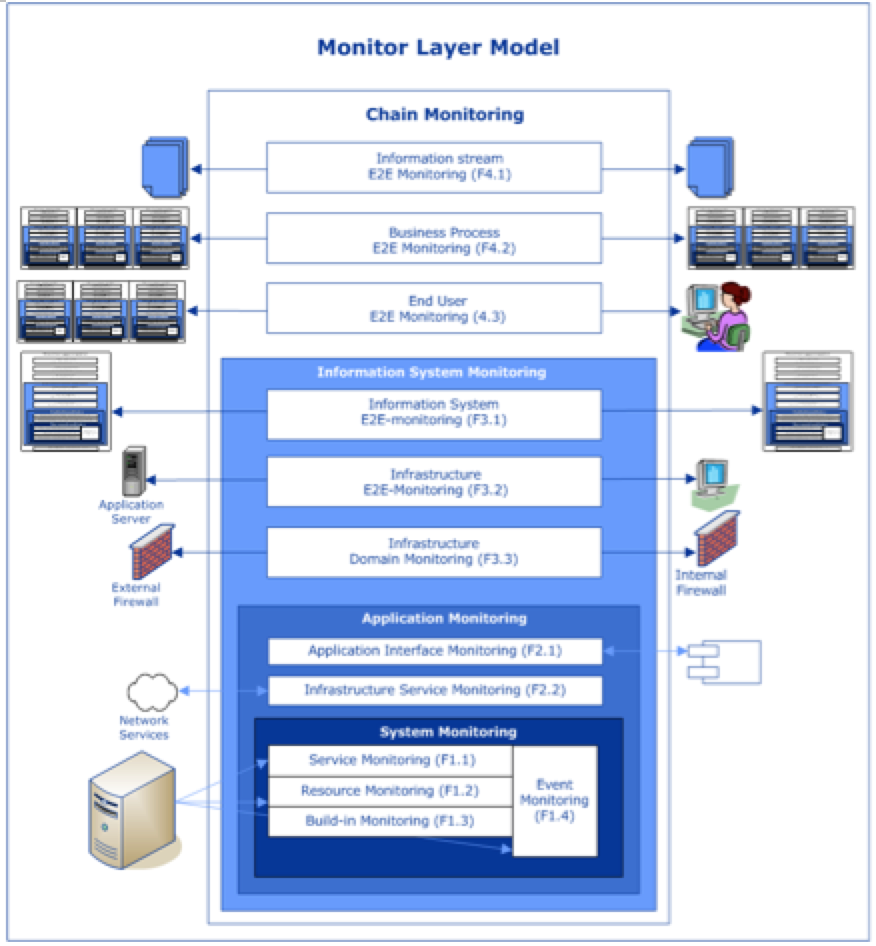 Monitor Layer Model
Chain Monitoring
Information stream
E2E Monitoring (F4.1)
Business Process
E2E Monitoring (F4.2)
End User
E2E Monitoring (4.3)
Information System Monitoring
Information System
E2E-monitoring (F3.1)
Infrastructure
E2E-Monitoring (F3.2)
Application
Server
Infrastructure
Domain Monitoring (F3.3)
External
Firewall
Internal
Firewall
Application Monitoring
Application Interface Monitoring (F2.1)
Infrastructure Service Monitoring (F2.2)
Network
Services
System Monitoring
Service Monitoring (F1.1)
Resource Monitoring (F1.2)
Build-in Monitoring (F1.3)
Event
Monitoring
(F1.4)